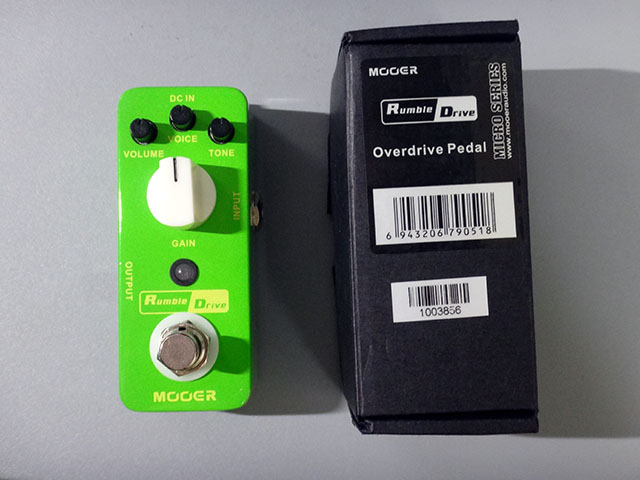 DC IN
VOICE
VOLUME
TONE
INPUT
GAIN
OUTPUT
Rumble Drive
MOOER
MOOER
Rumble Drive
Overdrive Pedal
MICRO SERIES
www.mooeraudio.com
6 943206 790518
1003856